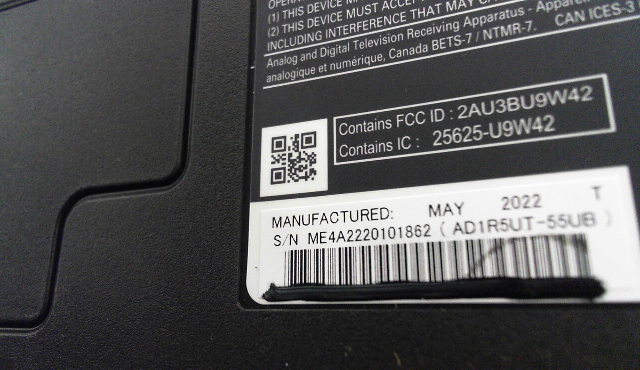 (1) THIS DEVICE
(2) THIS DEVICE MUST ACCEPT
INCLUDING INTERFERENCE THAT MAY
Analog and Digital Television Receiving Apparatus -
analogique et numérique, Canada BETS-7 / NTMR-7. CAN ICES-3
Contains FCC ID : 2AU3BU9W42
Contains IC : 25625-U9W42
MANUFACTURED: MAY 2022 T
S/N ME4A2220101862 ( AD1R5UT-55UB )